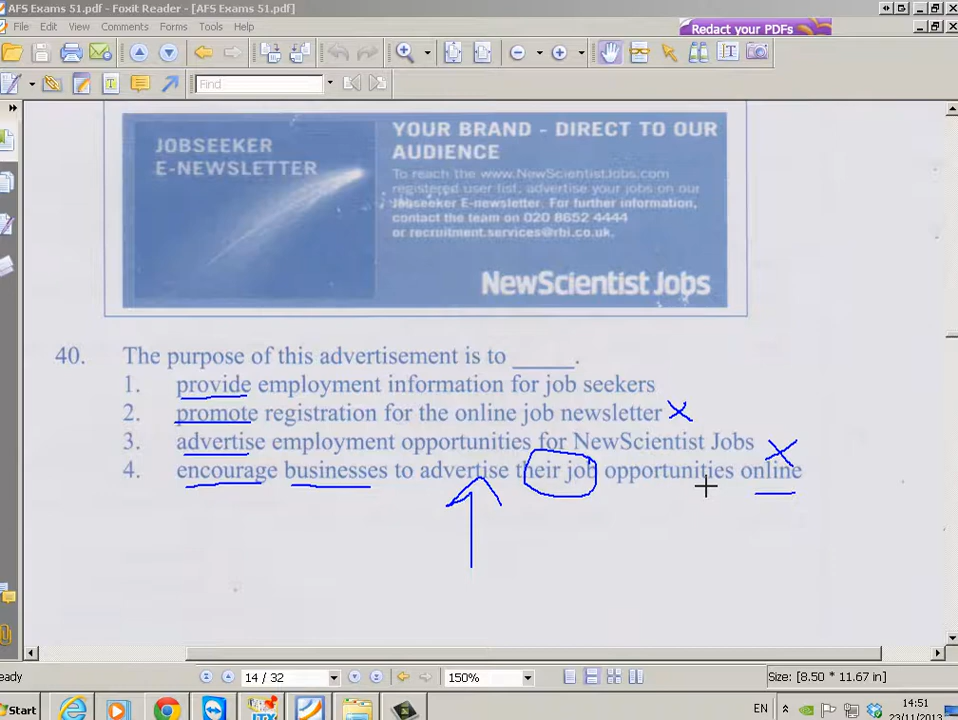 AFS Exams 51.pdf - Foxit Reader - [AFS Exams 51.pdf]
File Edit View Comments Forms Tools Help
Redact your PDFs
Find
JOBSEEKER
E-NEWSLETTER
YOUR BRAND - DIRECT TO OUR
AUDIENCE
To reach the www.NewScientistJobs.com
registered user list, advertise your jobs on our
Jobseeker E-newsletter. For further information,
contact the team on 020 8652 4444
or recruitment.services@rbi.co.uk.
NewScientist Jobs
40. The purpose of this advertisement is to _____.
1. provide employment information for job seekers
2. promote registration for the online job newsletter
3. advertise employment opportunities for NewScientist Jobs
4. encourage businesses to advertise their job opportunities online
eady 14 / 32 150% Size: [8.50 * 11.67 in]
Start EN 14:51
23/11/2013